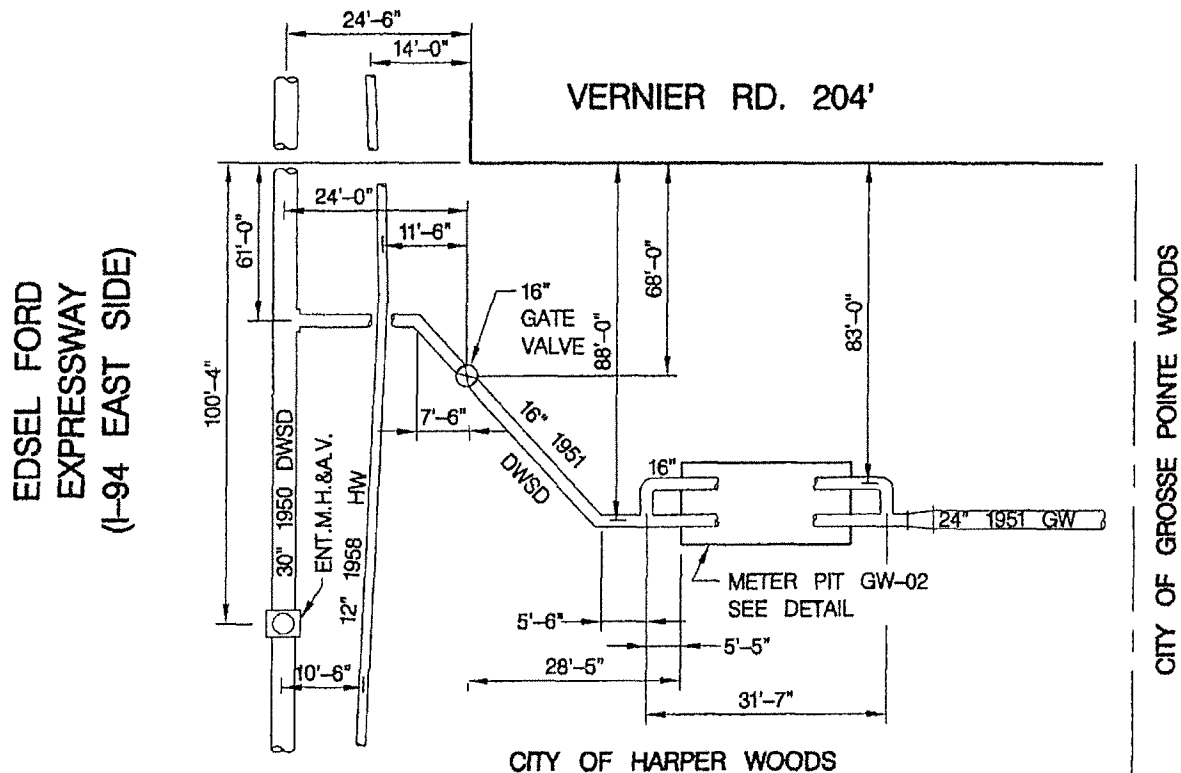 24'-6"
14'-0"
VERNIER RD. 204'
24'-0"
61'-0"
11'-6"
68'-0"
EDSEL FORD
EXPRESSWAY
(I-94 EAST SIDE)
100'-4"
16"
GATE
VALVE
88'-0"
83'-0"
7'-6"
16" 1951
DWSD
30" 1950 DWSD
ENT.M.H.&A.V.
12" 1958 HW
16"
24" 1951 GW
METER PIT GW-02
SEE DETAIL
5'-6"
5'-5"
10'-6"
28'-5"
31'-7"
CITY OF GROSSE POINTE WOODS
CITY OF HARPER WOODS